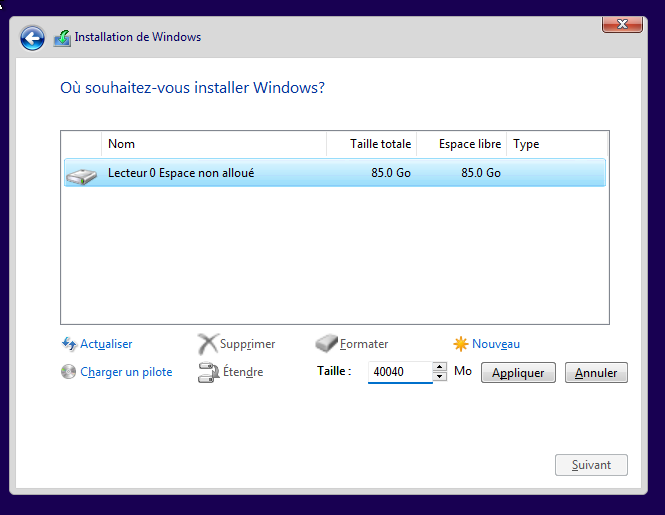 Installation de Windows
Où souhaitez-vous installer Windows?
Nom Taille totale Espace libre Type
Lecteur 0 Espace non alloué 85.0 Go 85.0 Go
Actualiser Supprimer Formater Nouveau
Charger un pilote Étendre Taille : 40040 Mo Appliquer Annuler
Suivant